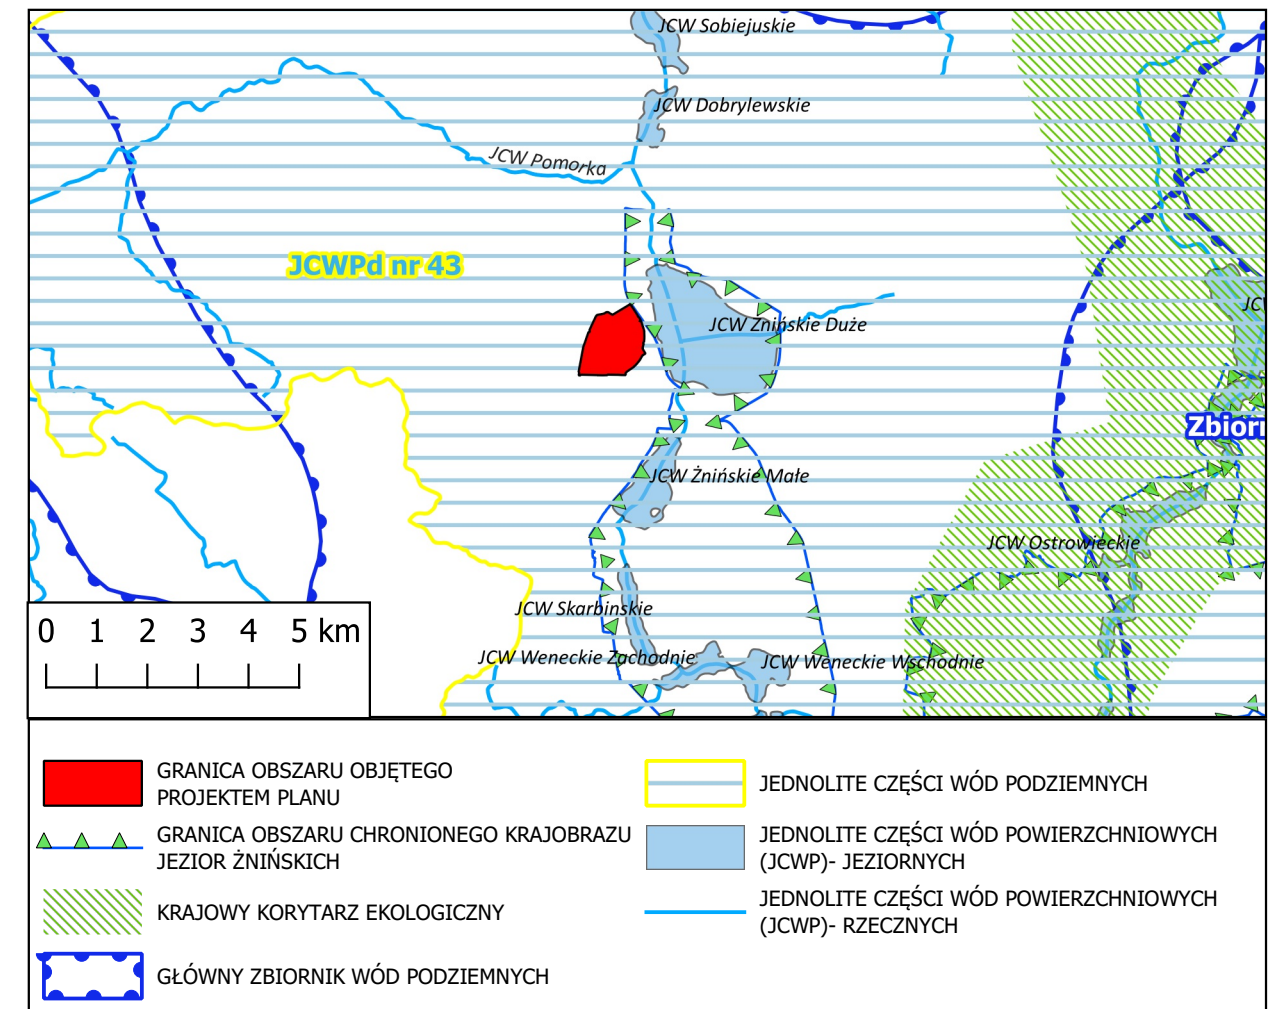 JCW Sobiejuskie
JCW Dobrylewskie
JCW Pomorka
JCWPd nr 43
JCW
JCW Żnińskie Duże
Zbiorn
JCW Żnińskie Małe
JCW Ostrowieckie
JCW Skarbinskie
JCW Weneckie Zachodnie
JCW Weneckie Wschodnie
0 1 2 3 4 5 km
GRANICA OBSZARU OBJĘTEGO
PROJEKTEM PLANU
GRANICA OBSZARU CHRONIONEGO KRAJOBRAZU
JEZIOR ŻNIŃSKICH
KRAJOWY KORYTARZ EKOLOGICZNY
GŁÓWNY ZBIORNIK WÓD PODZIEMNYCH
JEDNOLITE CZĘŚCI WÓD PODZIEMNYCH
JEDNOLITE CZĘŚCI WÓD POWIERZCHNIOWYCH
(JCWP)- JEZIORNYCH
JEDNOLITE CZĘŚCI WÓD POWIERZCHNIOWYCH
(JCWP)- RZECZNYCH